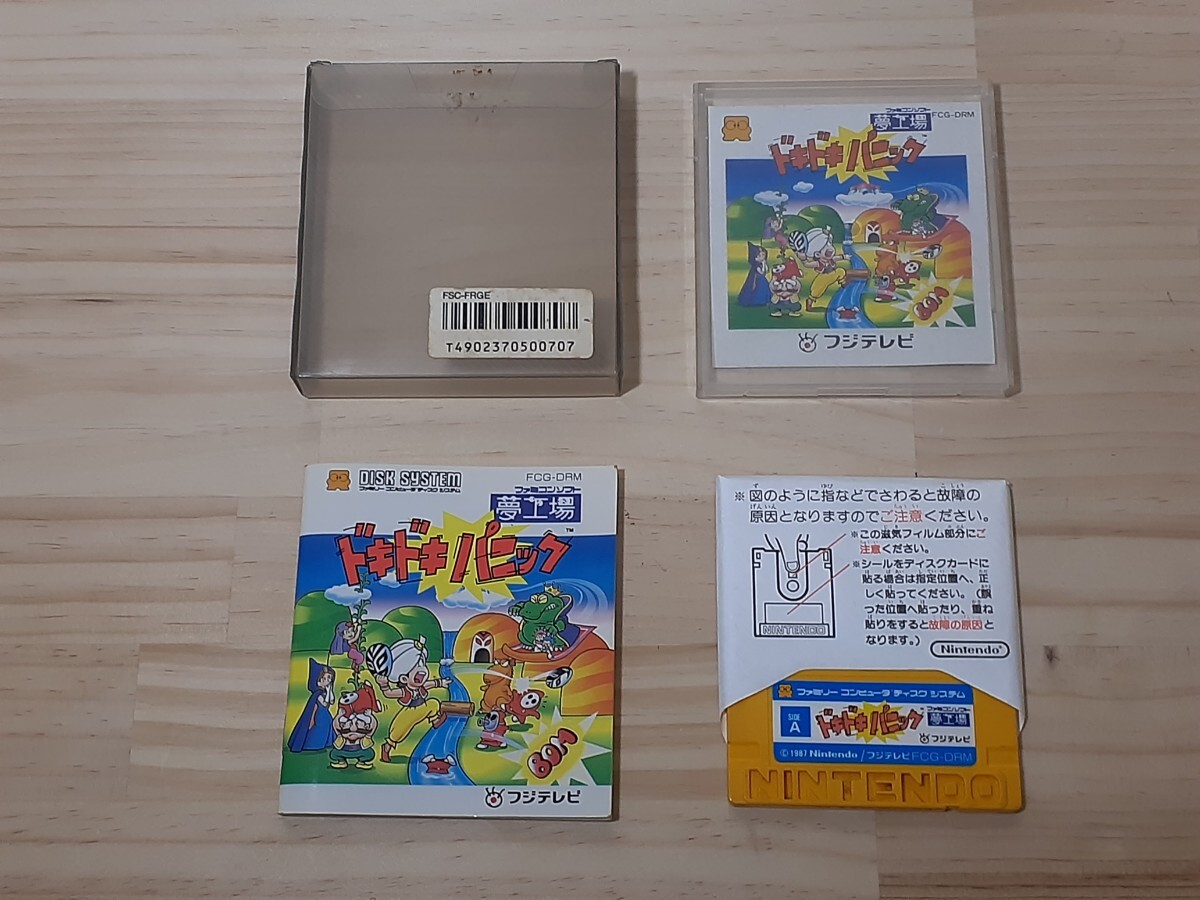 FSC-FRGE
T4902370500707
ファミコンソフト
夢工場
FCG-DRM
ドキドキパニック
BOM
フジテレビ
DISK SYSTEM
FCG-DRM
ファミリー コンピュータ ディスク システム
ファミコンソフト
夢工場
ドキドキパニック
TM
BOM
フジテレビ
※図のように指などでさわると故障の
原因となりますのでご注意ください。
※この磁気フィルム部分にご
注意ください。
※シールをディスクカードに
貼る場合は指定位置へ、正
しく貼ってください。(誤
った位置へ貼ったり、重ね
貼りをすると故障の原因と
なります。)
NINTENDO
Nintendo®
ファミリー コンピュータ ディスク システム
SIDE
A
ドキドキパニック
ファミコンソフト
夢工場
フジテレビ
©1987 Nintendo/フジテレビ FCG-DRM
NINTENDO